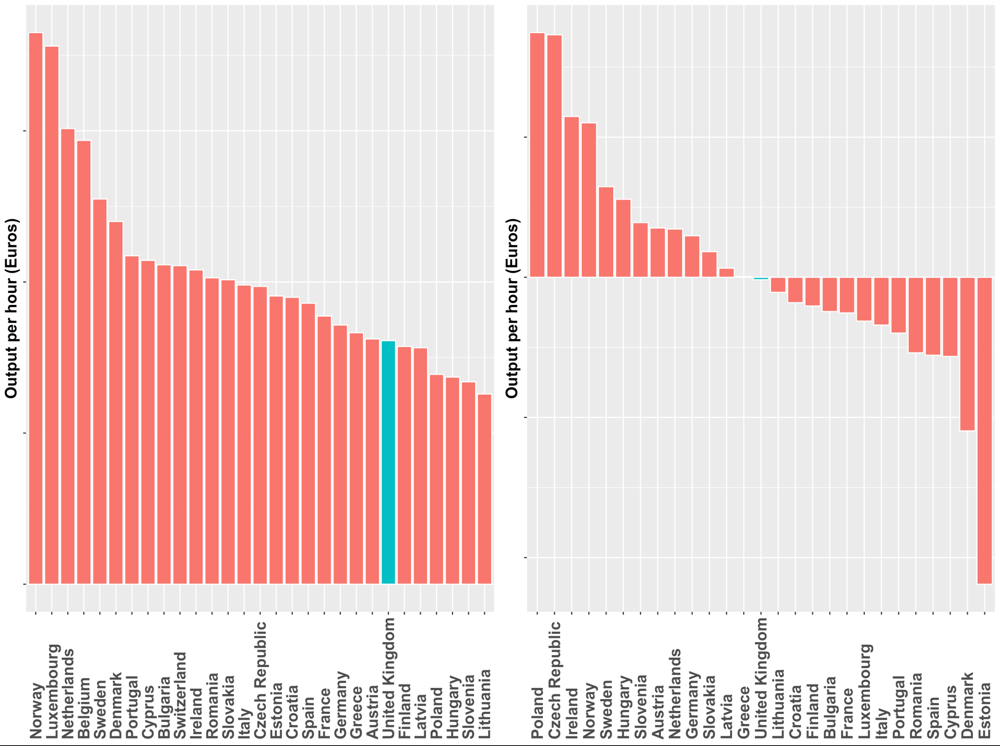 Output per hour (Euros)
Norway
Luxembourg
Netherlands
Belgium
Sweden
Denmark
Portugal
Cyprus
Bulgaria
Switzerland
Ireland
Romania
Slovakia
Italy
Czech Republic
Estonia
Croatia
Spain
France
Germany
Greece
Austria
United Kingdom
Finland
Latvia
Poland
Hungary
Slovenia
Lithuania
Output per hour (Euros)
Poland
Czech Republic
Ireland
Norway
Sweden
Hungary
Slovenia
Austria
Netherlands
Germany
Slovakia
Latvia
Greece
United Kingdom
Lithuania
Croatia
Finland
Bulgaria
France
Luxembourg
Italy
Portugal
Romania
Spain
Cyprus
Denmark
Estonia